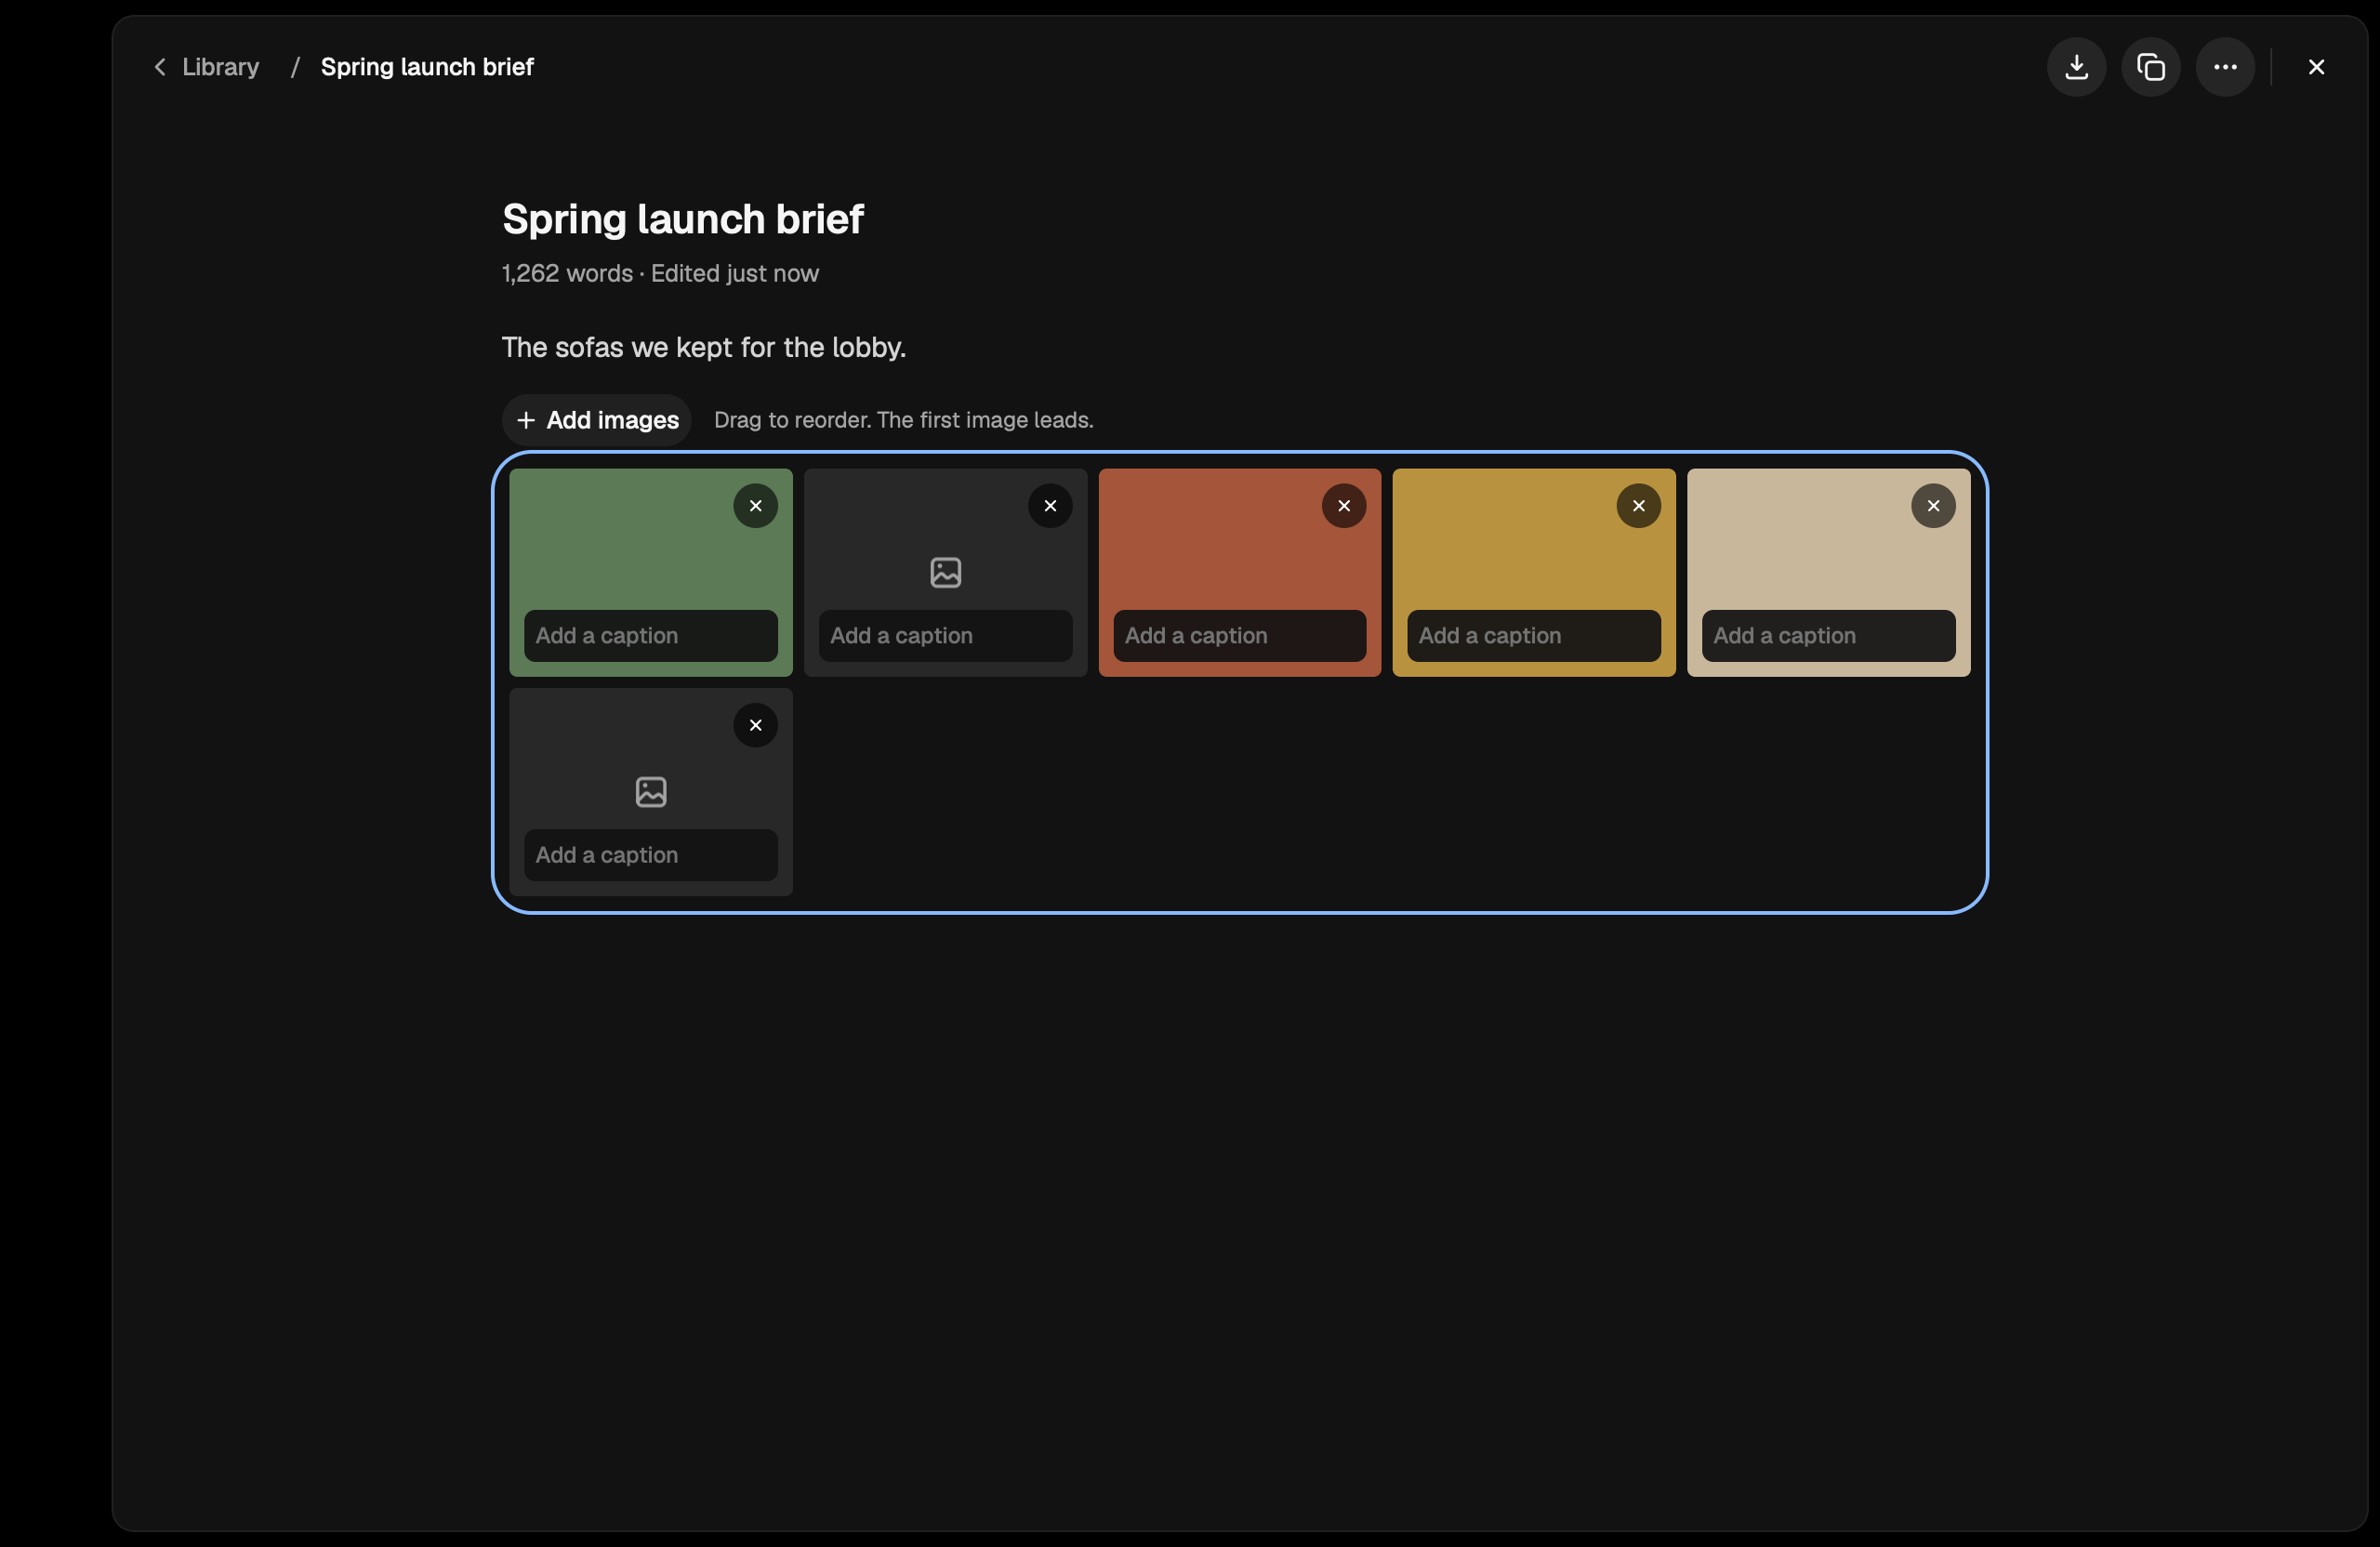 Library / Spring launch brief
Spring launch brief
1,262 words · Edited just now
The sofas we kept for the lobby.
Add images Drag to reorder. The first image leads.
Add a caption Add a caption Add a caption Add a caption Add a caption
Add a caption